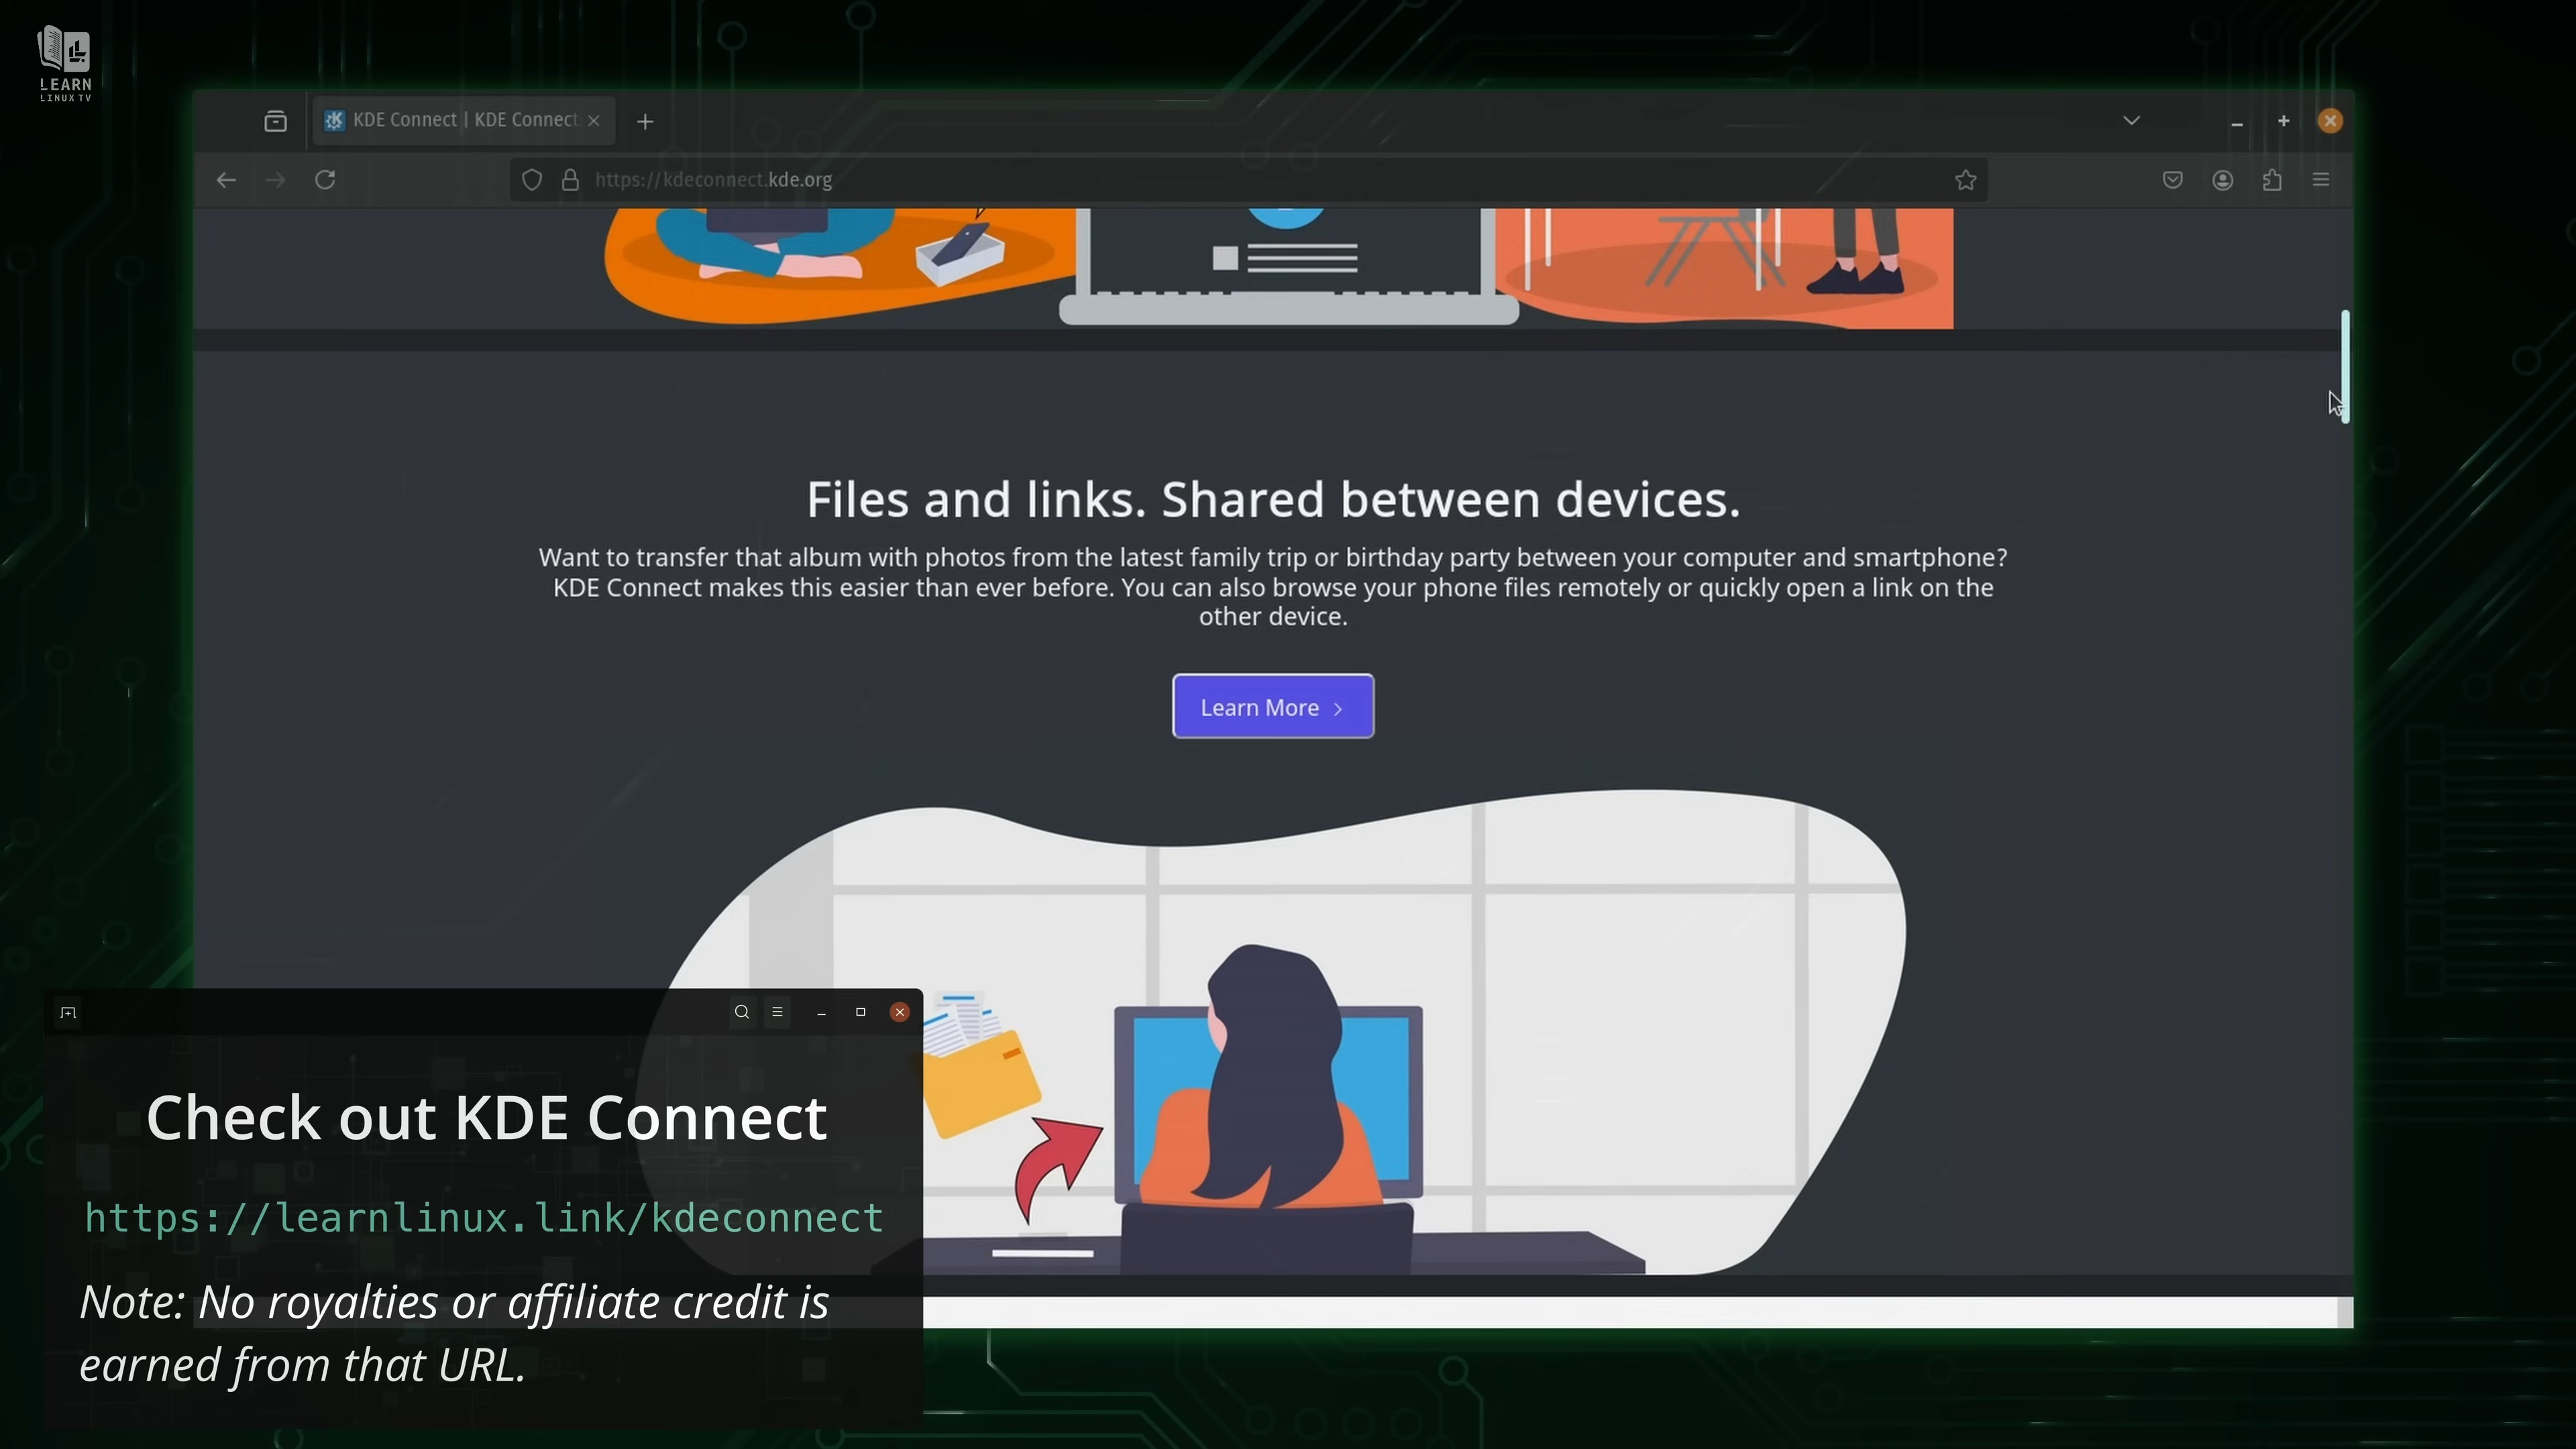 LEARN
LINUX TV
KDE Connect | KDE Connect
https://kdeconnect.kde.org
Files and links. Shared between devices.
Want to transfer that album with photos from the latest family trip or birthday party between your computer and smartphone?
KDE Connect makes this easier than ever before. You can also browse your phone files remotely or quickly open a link on the
other device.
Learn More
Check out KDE Connect
https://learnlinux.link/kdeconnect
Note: No royalties or affiliate credit is
earned from that URL.